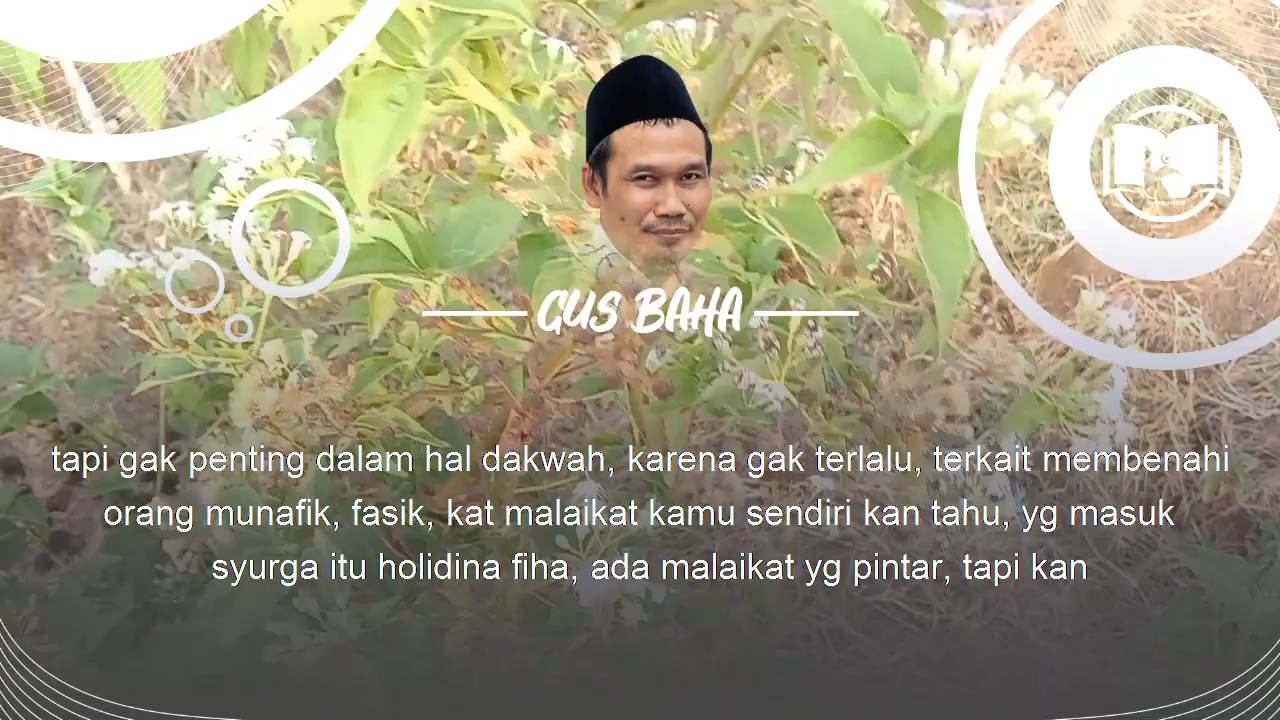 GUS BAHA
tapi gak penting dalam hal dakwah, karena gak terlalu, terkait membenahi
orang munafik, fasik, kat malaikat kamu sendiri kan tahu, yg masuk
syurga itu holidina fiha, ada malaikat yg pintar, tapi kan